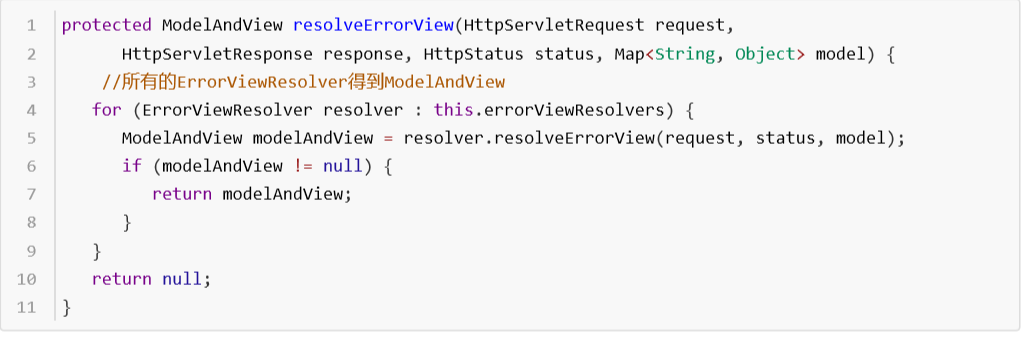 1 protected ModelAndView resolveErrorView(HttpServletRequest request,
2 HttpServletResponse response, HttpStatus status, Map<String, Object> model) {
3 //所有的ErrorViewResolver得到ModelAndView
4 for (ErrorViewResolver resolver : this.errorViewResolvers) {
5 ModelAndView modelAndView = resolver.resolveErrorView(request, status, model);
6 if (modelAndView != null) {
7 return modelAndView;
8 }
9 }
10 return null;
11 }